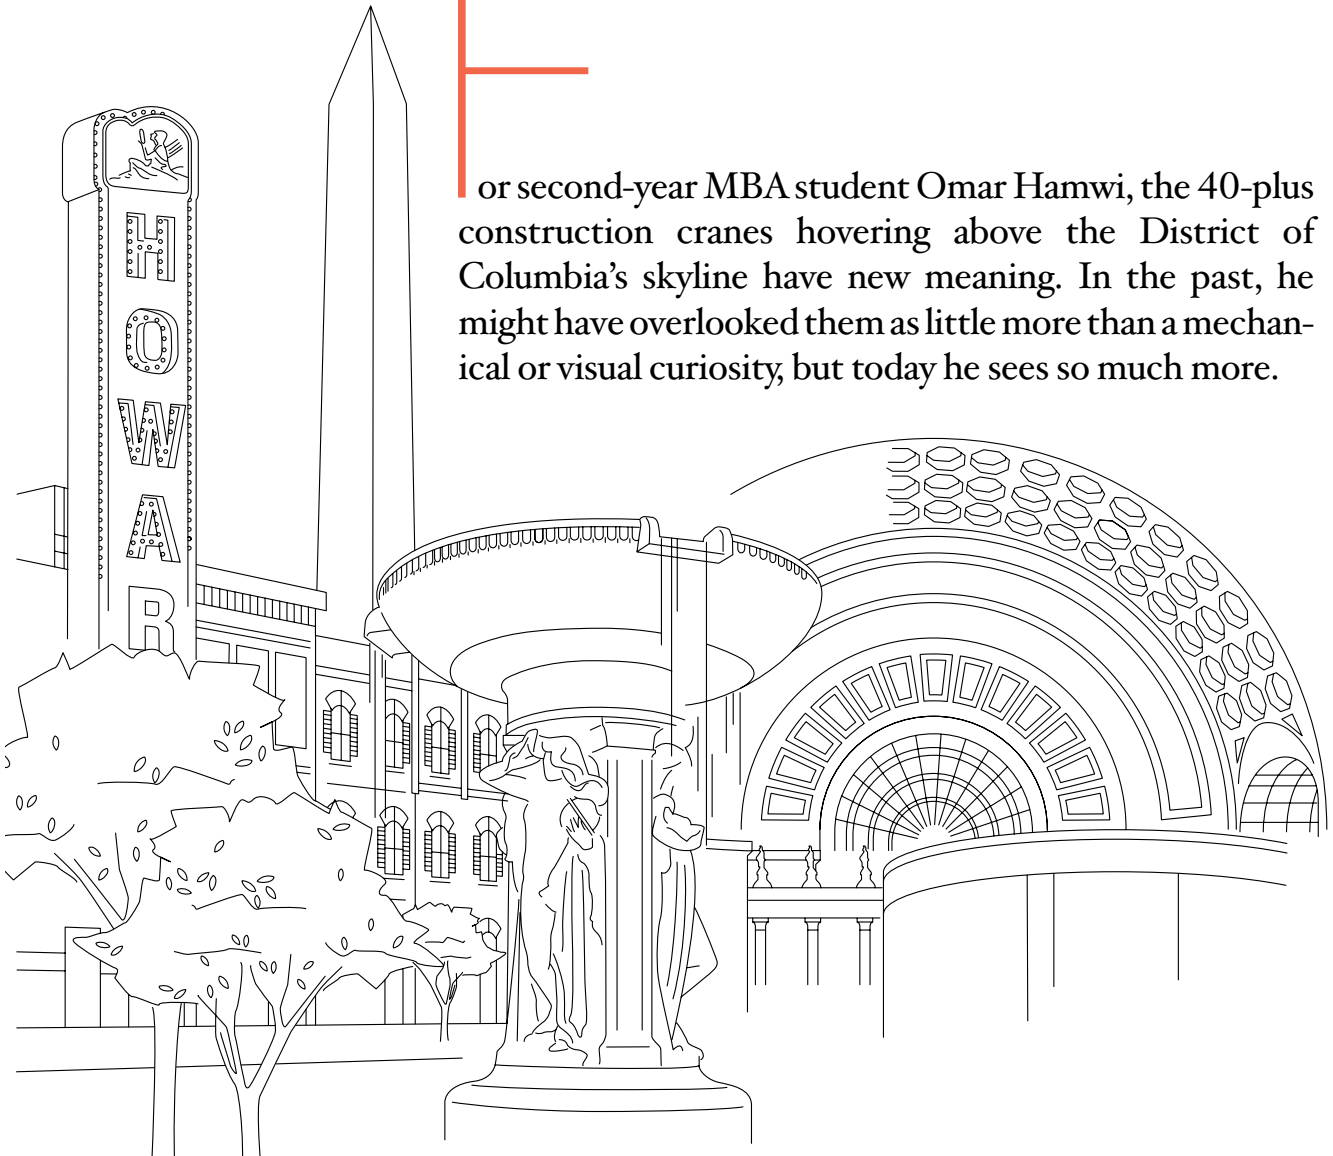 For second-year MBA student Omar Hamwi, the 40-plus
construction cranes hovering above the District of
Columbia’s skyline have new meaning. In the past, he
might have overlooked them as little more than a mechan-
ical or visual curiosity, but today he sees so much more.
HOWAR